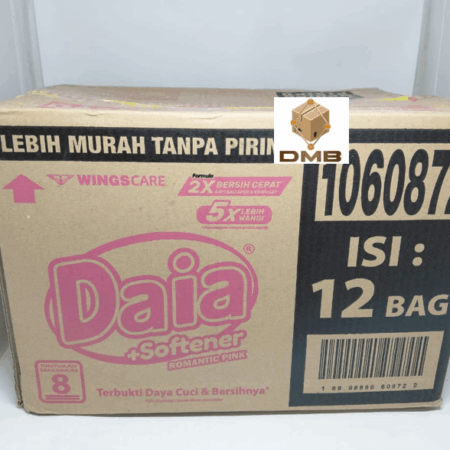 LEBIH MURAH TANPA PIRIN
DMB
WINGSCARE
Formula
2X BERSIH CEPAT
5X LEBIH WANGI
106087
ISI :
12 BAG
Daia®
+Softener
ROMANTIC PINK
8
Terbukti Daya Cuci & Bersihnya*